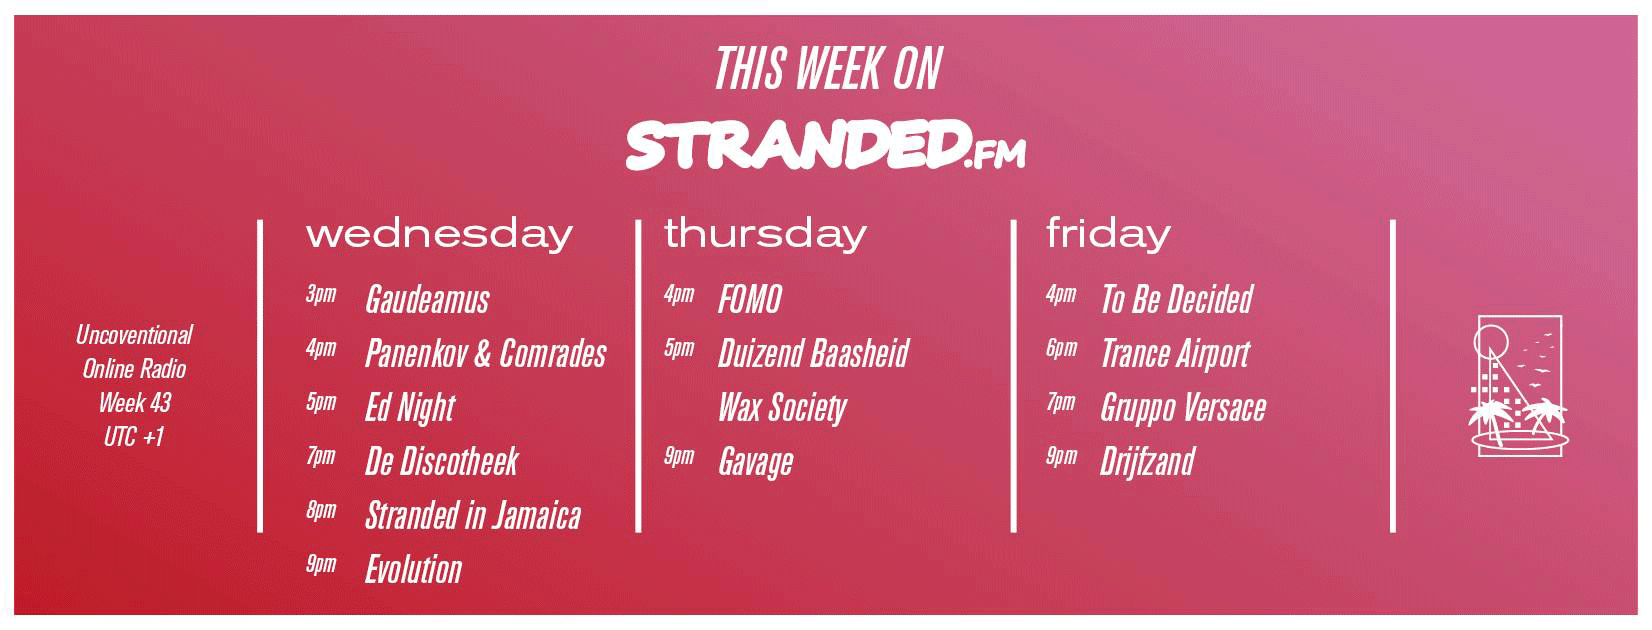 THIS WEEK ON
STRANDED.FM
Uncoventional
Online Radio
Week 43
UTC +1
wednesday
3pm Gaudeamus
4pm Panenkov & Comrades
5pm Ed Night
7pm De Discotheek
8pm Stranded in Jamaica
9pm Evolution
thursday
4pm FOMO
5pm Duizend Baasheid
Wax Society
9pm Gavage
friday
4pm To Be Decided
6pm Trance Airport
7pm Gruppo Versace
9pm Drijfzand